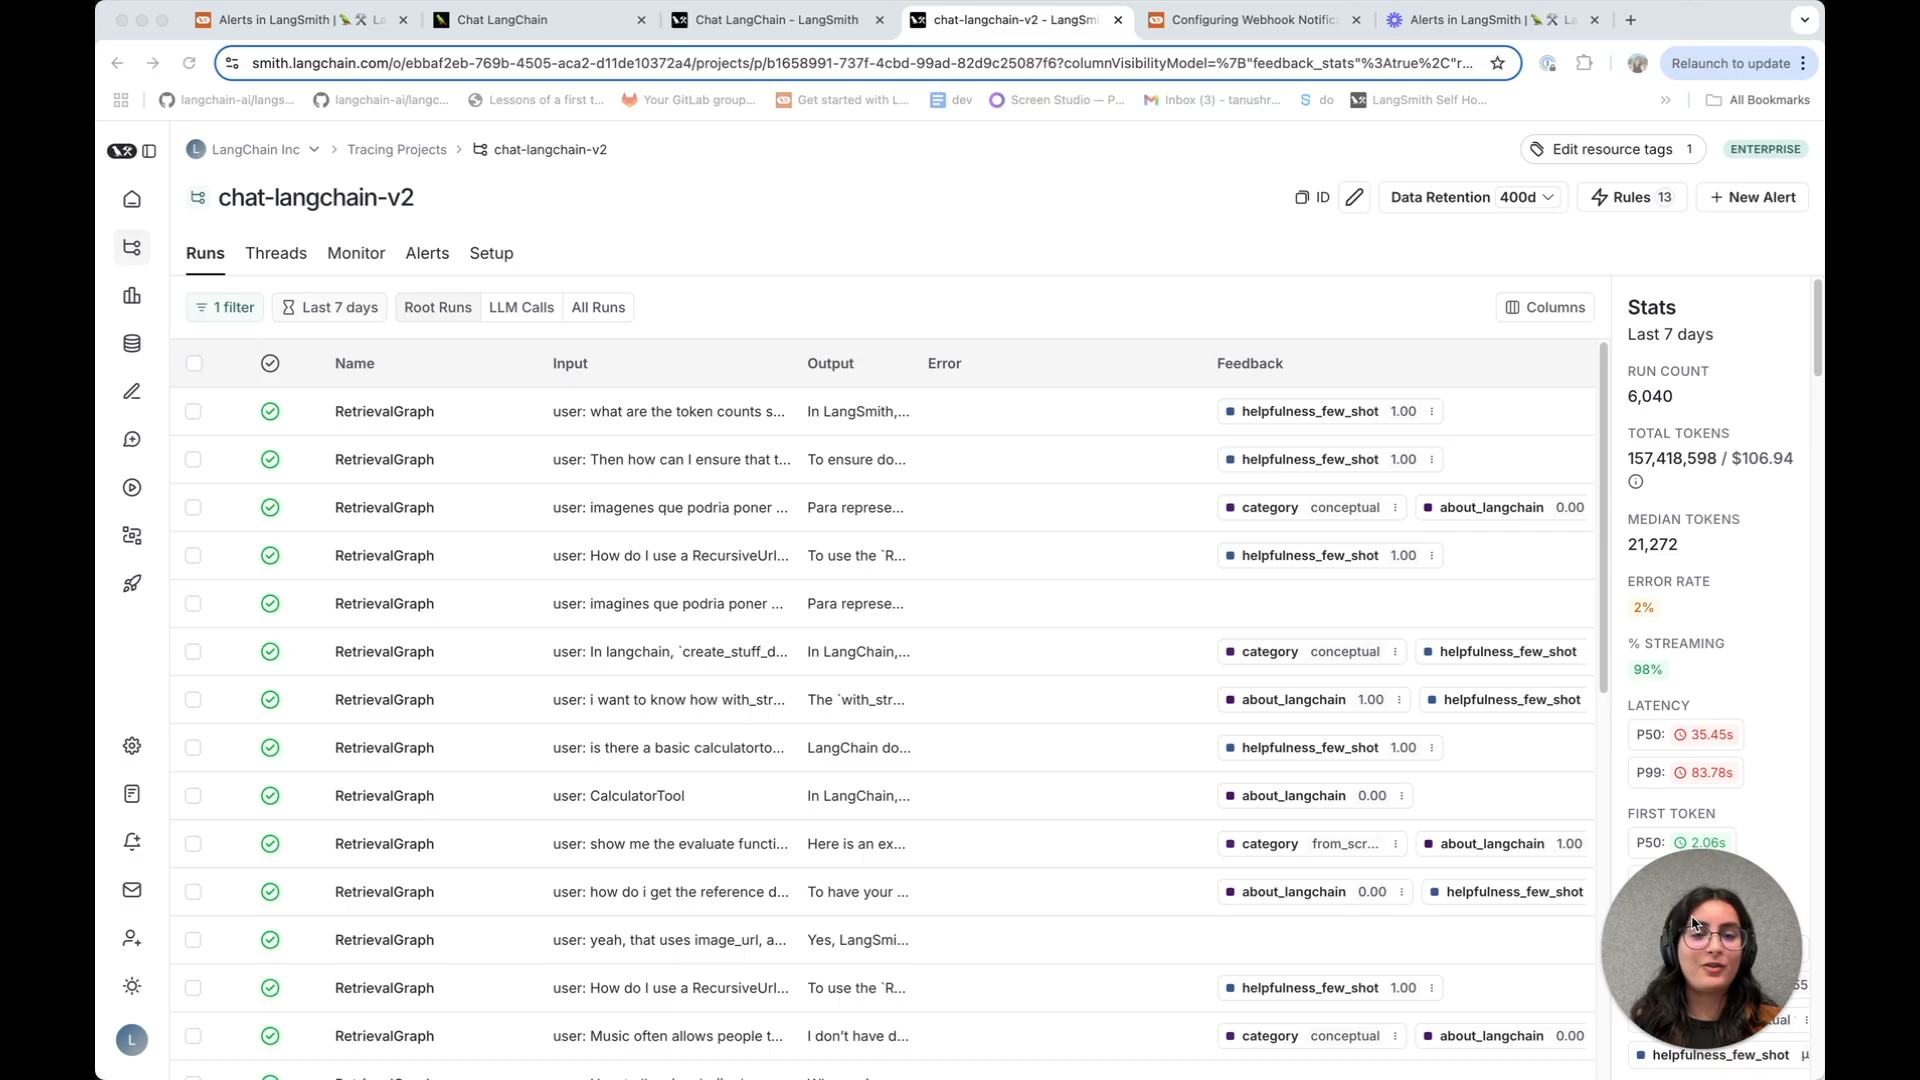 Alerts in LangSmith | 🦜🛠 La
Chat LangChain
Chat LangChain - LangSmith
chat-langchain-v2 - LangSmi
Configuring Webhook Notific
Alerts in LangSmith | 🦜🛠 La
smith.langchain.com/o/ebbaf2eb-769b-4505-aca2-d11de10372a4/projects/p/b1658991-737f-4cbd-99ad-82d9c25087f6?columnVisibilityModel=%7B"feedback_stats"%3Atrue%2C"r...
Relaunch to update
langchain-ai/langs...
langchain-ai/langc...
Lessons of a first t...
Your GitLab group...
Get started with L...
dev
Screen Studio — P...
Inbox (3) - tanushr...
do
LangSmith Self Ho...
All Bookmarks
L LangChain Inc
Tracing Projects
chat-langchain-v2
Edit resource tags 1
ENTERPRISE
chat-langchain-v2
ID
Data Retention 400d
Rules 13
+ New Alert
Runs Threads Monitor Alerts Setup
1 filter Last 7 days Root Runs LLM Calls All Runs Columns
Name Input Output Error Feedback
RetrievalGraph user: what are the token counts s... In LangSmith,... helpfulness_few_shot 1.00
RetrievalGraph user: Then how can I ensure that t... To ensure do... helpfulness_few_shot 1.00
RetrievalGraph user: imagenes que podria poner ... Para represe... category conceptual about_langchain 0.00
RetrievalGraph user: How do I use a RecursiveUrl... To use the `R... helpfulness_few_shot 1.00
RetrievalGraph user: imagines que podria poner ... Para represe...
RetrievalGraph user: In langchain, `create_stuff_d... In LangChain,... category conceptual helpfulness_few_shot
RetrievalGraph user: i want to know how with_str... The `with_str... about_langchain 1.00 helpfulness_few_shot
RetrievalGraph user: is there a basic calculatorto... LangChain do... helpfulness_few_shot 1.00
RetrievalGraph user: CalculatorTool In LangChain,... about_langchain 0.00
RetrievalGraph user: show me the evaluate functi... Here is an ex... category from_scr... about_langchain 1.00
RetrievalGraph user: how do i get the reference d... To have your ... about_langchain 0.00 helpfulness_few_shot
RetrievalGraph user: yeah, that uses image_url, a... Yes, LangSmi...
RetrievalGraph user: How do I use a RecursiveUrl... To use the `R... helpfulness_few_shot 1.00
RetrievalGraph user: Music often allows people t... I don't have d... category conceptual about_langchain 0.00
L
Stats
Last 7 days
RUN COUNT
6,040
TOTAL TOKENS
157,418,598 / $106.94
MEDIAN TOKENS
21,272
ERROR RATE
2%
% STREAMING
98%
LATENCY
P50: 35.45s
P99: 83.78s
FIRST TOKEN
P50: 2.06s
helpfulness_few_shot